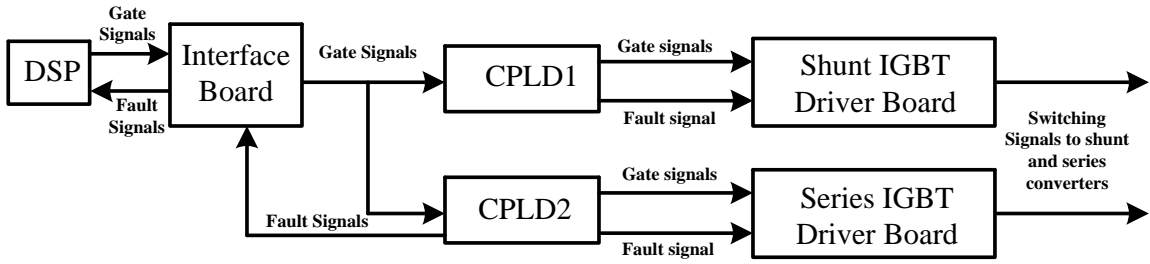 Gate
Signals
DSP
Fault
Signals
Interface
Board
Gate Signals
Fault Signals
CPLD1
Gate signals
Fault signal
Shunt IGBT
Driver Board
CPLD2
Gate signals
Fault signal
Series IGBT
Driver Board
Switching
Signals to shunt
and series
converters